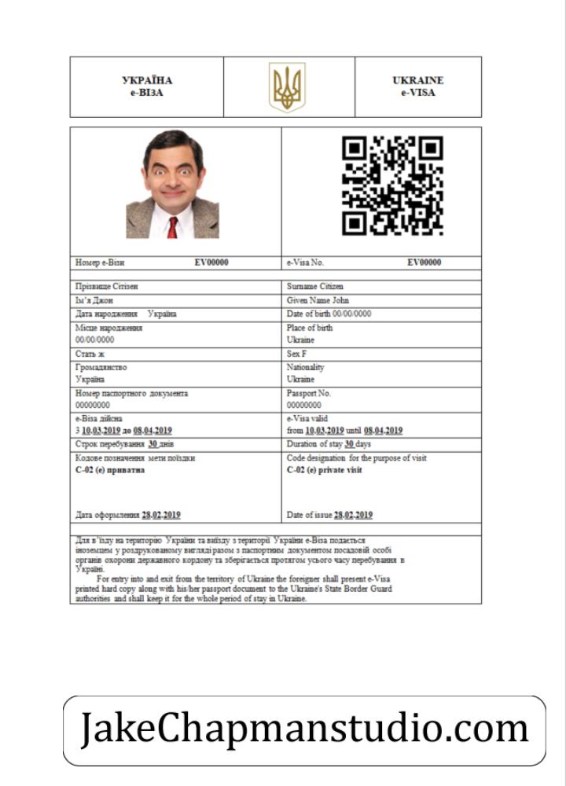 УКРАЇНА
е-ВІЗА
UKRAINE
e-VISA
Номер е-Візи EV00000
e-Visa No. EV00000
Прізвище Сітізен
Surname Citizen
Ім'я Джон
Given Name John
Дата народження Україна
Date of birth 00/00/0000
Місце народження
00/00/0000
Place of birth
Ukraine
Стать ж
Sex F
Громадянство
Україна
Nationality
Ukraine
Номер паспортного документа
00000000
Passport No.
00000000
е-Віза дійсна
З 10.03.2019 до 08.04.2019
e-Visa valid
from 10.03.2019 until 08.04.2019
Строк перебування 30 днів
Duration of stay 30 days
Кодове позначення мети поїздки
С-02 (е) приватна
Code designation for the purpose of visit
C-02 (e) private visit
Дата оформлення 28.02.2019
Date of issue 28.02.2019
Для в'їзду на територію України та виїзду з території України е-Віза подається
іноземцем у роздрукованому вигляді разом з паспортним документом посадовій особі
органів охорони державного кордону та зберігається протягом усього часу перебування в
Україні.
For entry into and exit from the territory of Ukraine the foreigner shall present e-Visa
printed hard copy along with his/her passport document to the Ukraine's State Border Guard
authorities and shall keep it for the whole period of stay in Ukraine.
JakeChapmanstudio.com